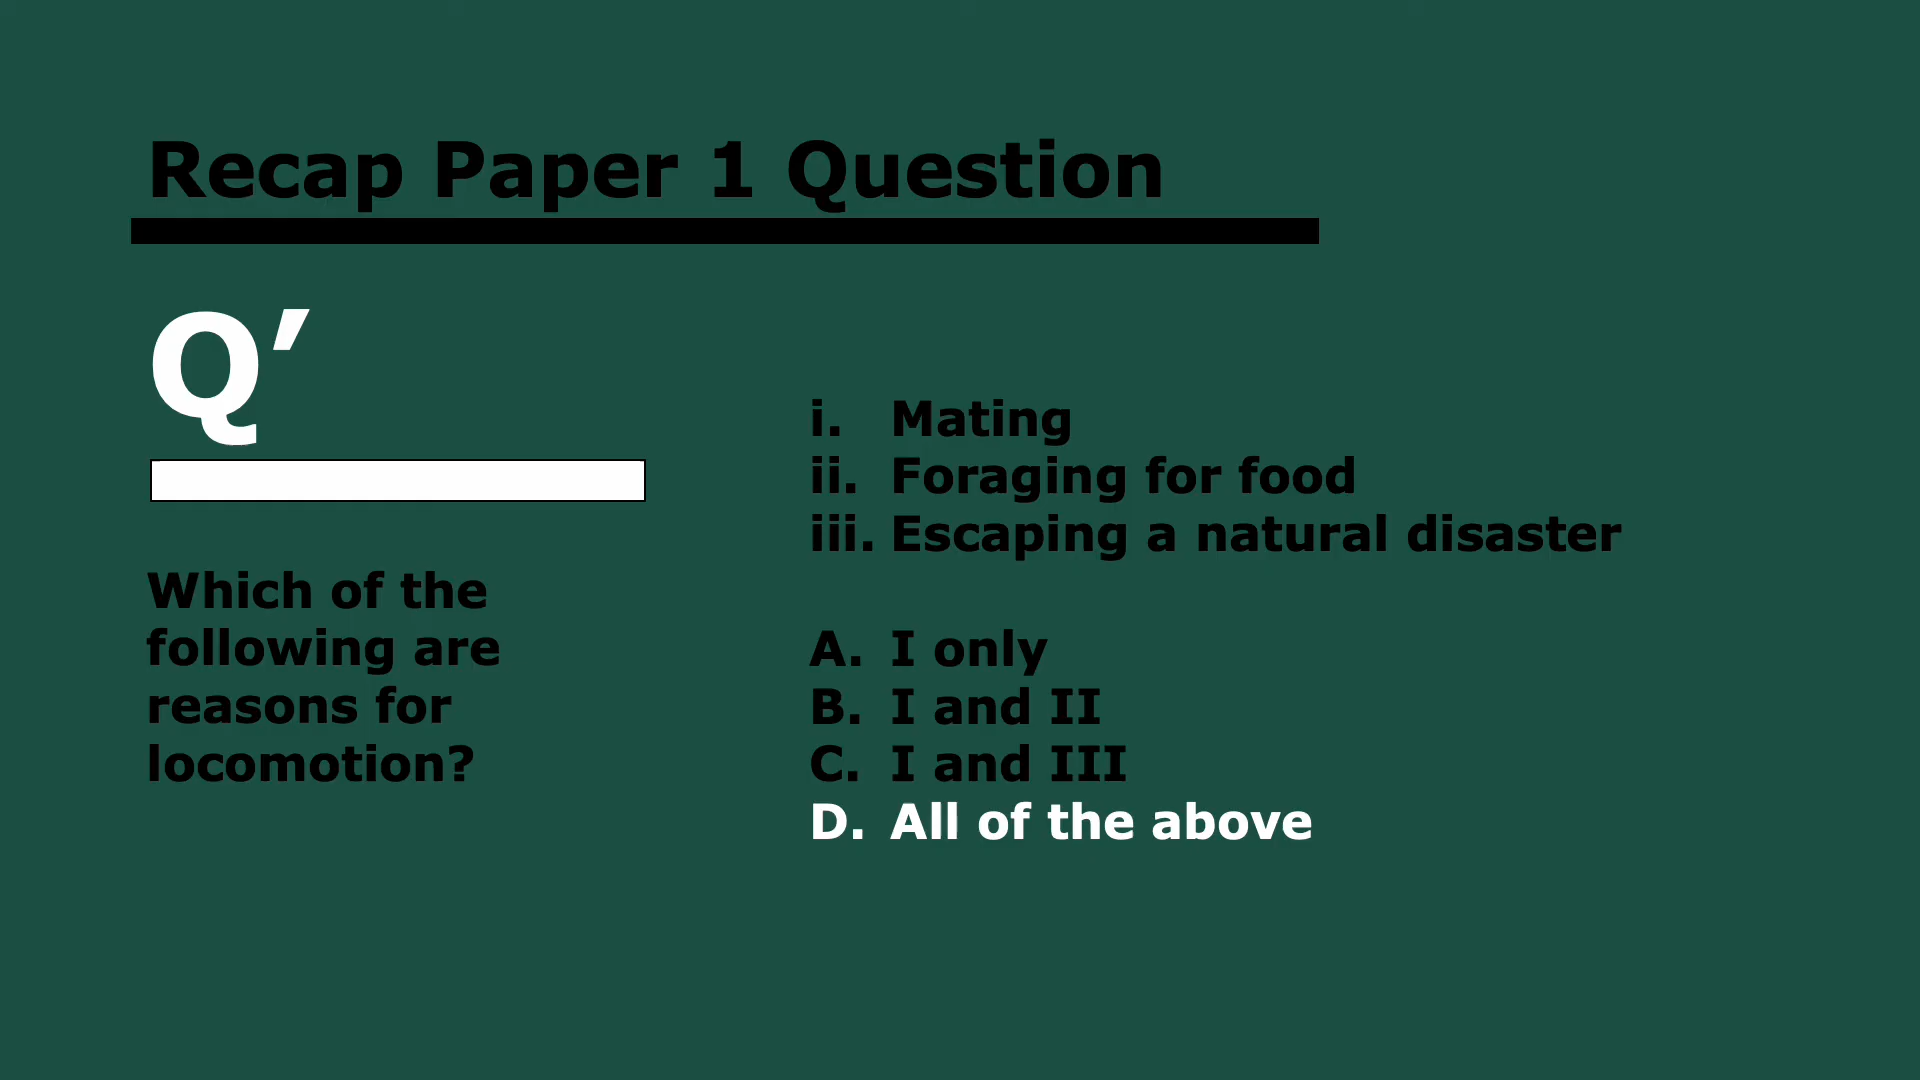 Recap Paper 1 Question
Q’
Which of the
following are
reasons for
locomotion?
i. Mating
ii. Foraging for food
iii. Escaping a natural disaster
A. I only
B. I and II
C. I and III
D. All of the above